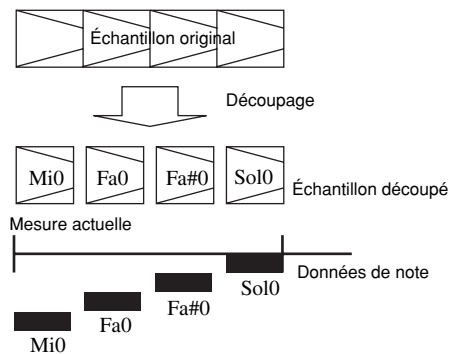 Échantillon original
Découpage
Mi0 Fa0 Fa#0 Sol0
Échantillon découpé
Mesure actuelle
Données de note
Sol0
Fa#0
Fa0
Mi0